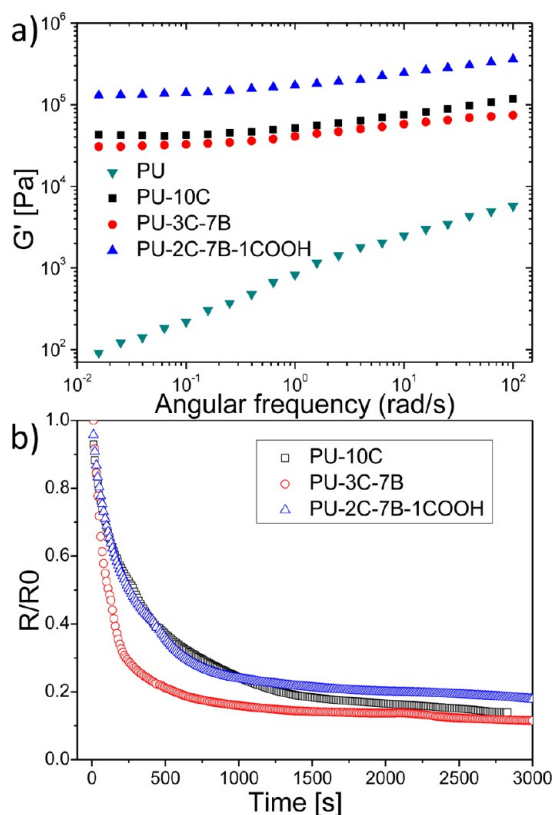 a)
10^6
10^5
10^4
10^3
10^2
G' [Pa]
PU
PU-10C
PU-3C-7B
PU-2C-7B-1COOH
10^-2 10^-1 10^0 10^1 10^2
Angular frequency (rad/s)
b)
1.0
0.8
0.6
0.4
0.2
0.0
R/R0
PU-10C
PU-3C-7B
PU-2C-7B-1COOH
0 500 1000 1500 2000 2500 3000
Time [s]